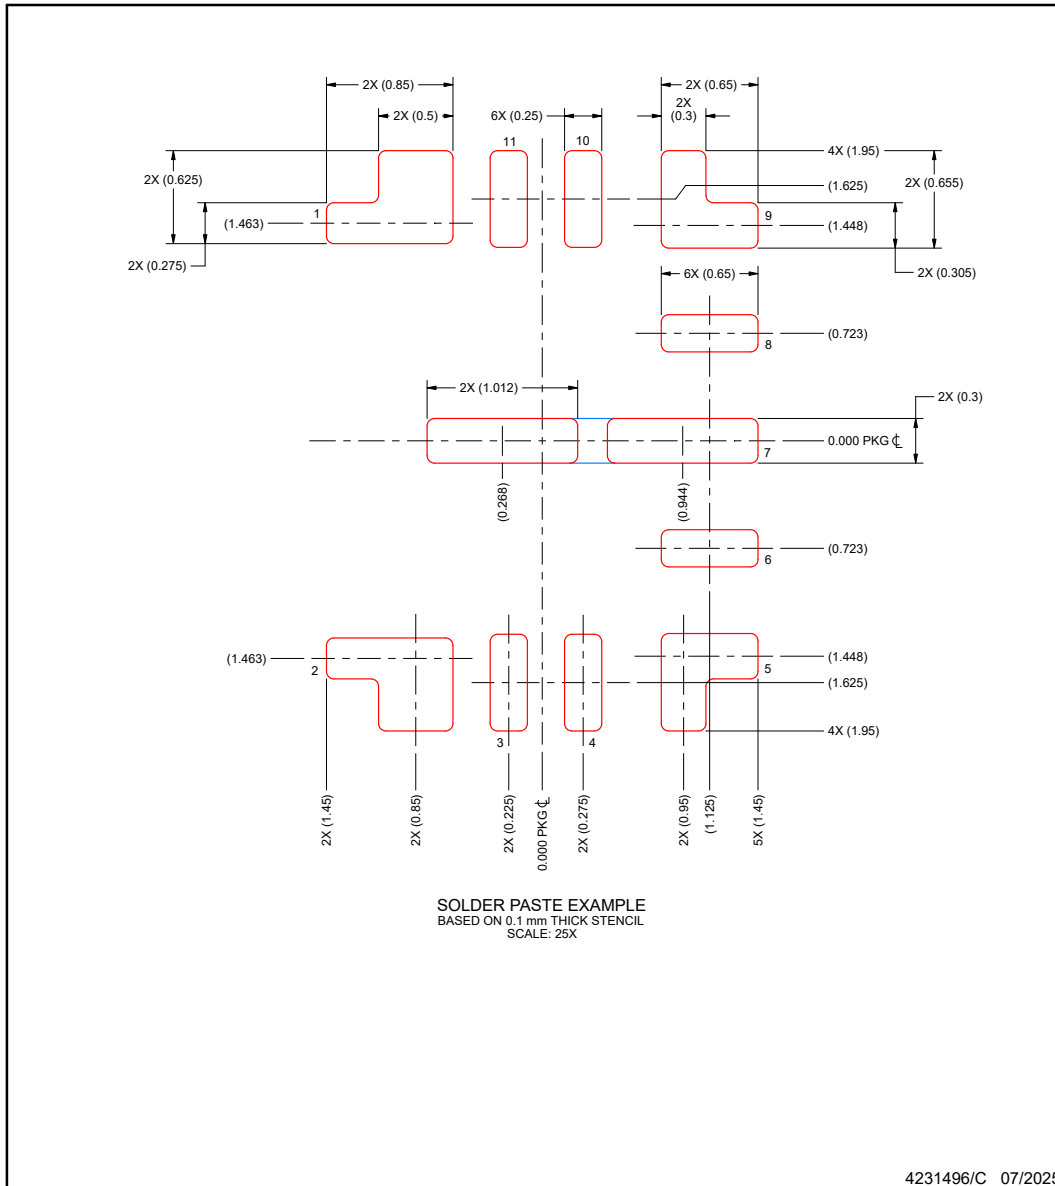 2X (0.85)
2X (0.65)
2X
(0.3)
2X (0.5)
6X (0.25)
11
10
4X (1.95)
2X (0.625)
(1.625)
2X (0.655)
1
9
(1.463)
(1.448)
2X (0.275)
2X (0.305)
6X (0.65)
(0.723)
8
2X (1.012)
2X (0.3)
0.000 PKG ℄
7
(0.268)
(0.944)
(0.723)
6
(1.463)
2
(1.448)
5
(1.625)
3
4
4X (1.95)
2X (1.45)
2X (0.85)
2X (0.225)
0.000 PKG ℄
2X (0.275)
2X (0.95)
(1.125)
5X (1.45)
SOLDER PASTE EXAMPLE
BASED ON 0.1 mm THICK STENCIL
SCALE: 25X
4231496/C 07/2025